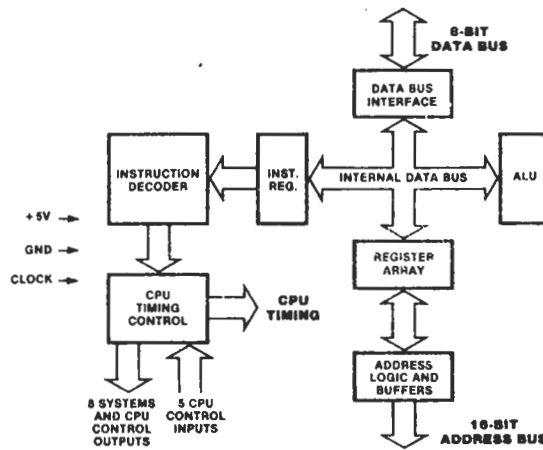 8-BIT
DATA BUS
DATA BUS
INTERFACE
INSTRUCTION
DECODER
INST.
REG.
INTERNAL DATA BUS
ALU
+5V
GND
CLOCK
REGISTER
ARRAY
CPU
TIMING
CONTROL
CPU
TIMING
ADDRESS
LOGIC AND
BUFFERS
8 SYSTEMS
AND CPU
CONTROL
OUTPUTS
5 CPU
CONTROL
INPUTS
16-BIT
ADDRESS BUS